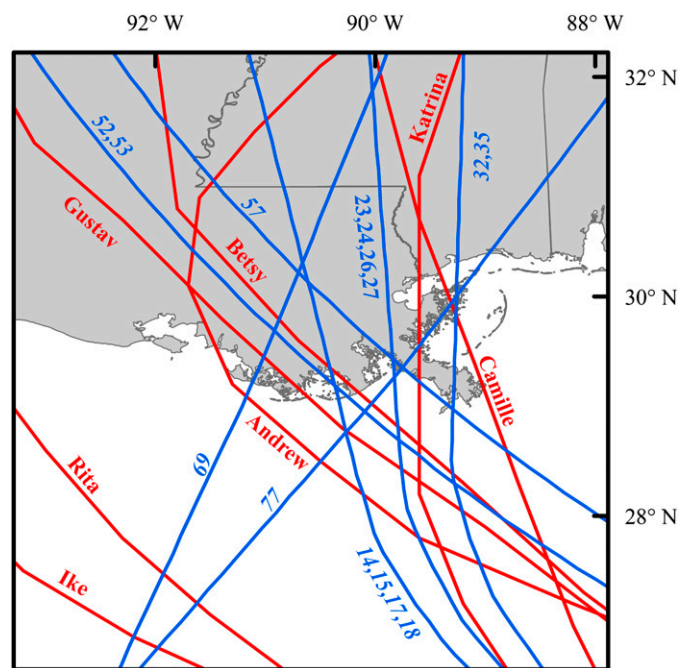 92° W
90° W
88° W
32° N
Katrina
52,53
32,35
57
Gustav
23,24,26,27
Betsy
30° N
Camille
Andrew
69
Rita
77
28° N
14,15,17,18
Ike